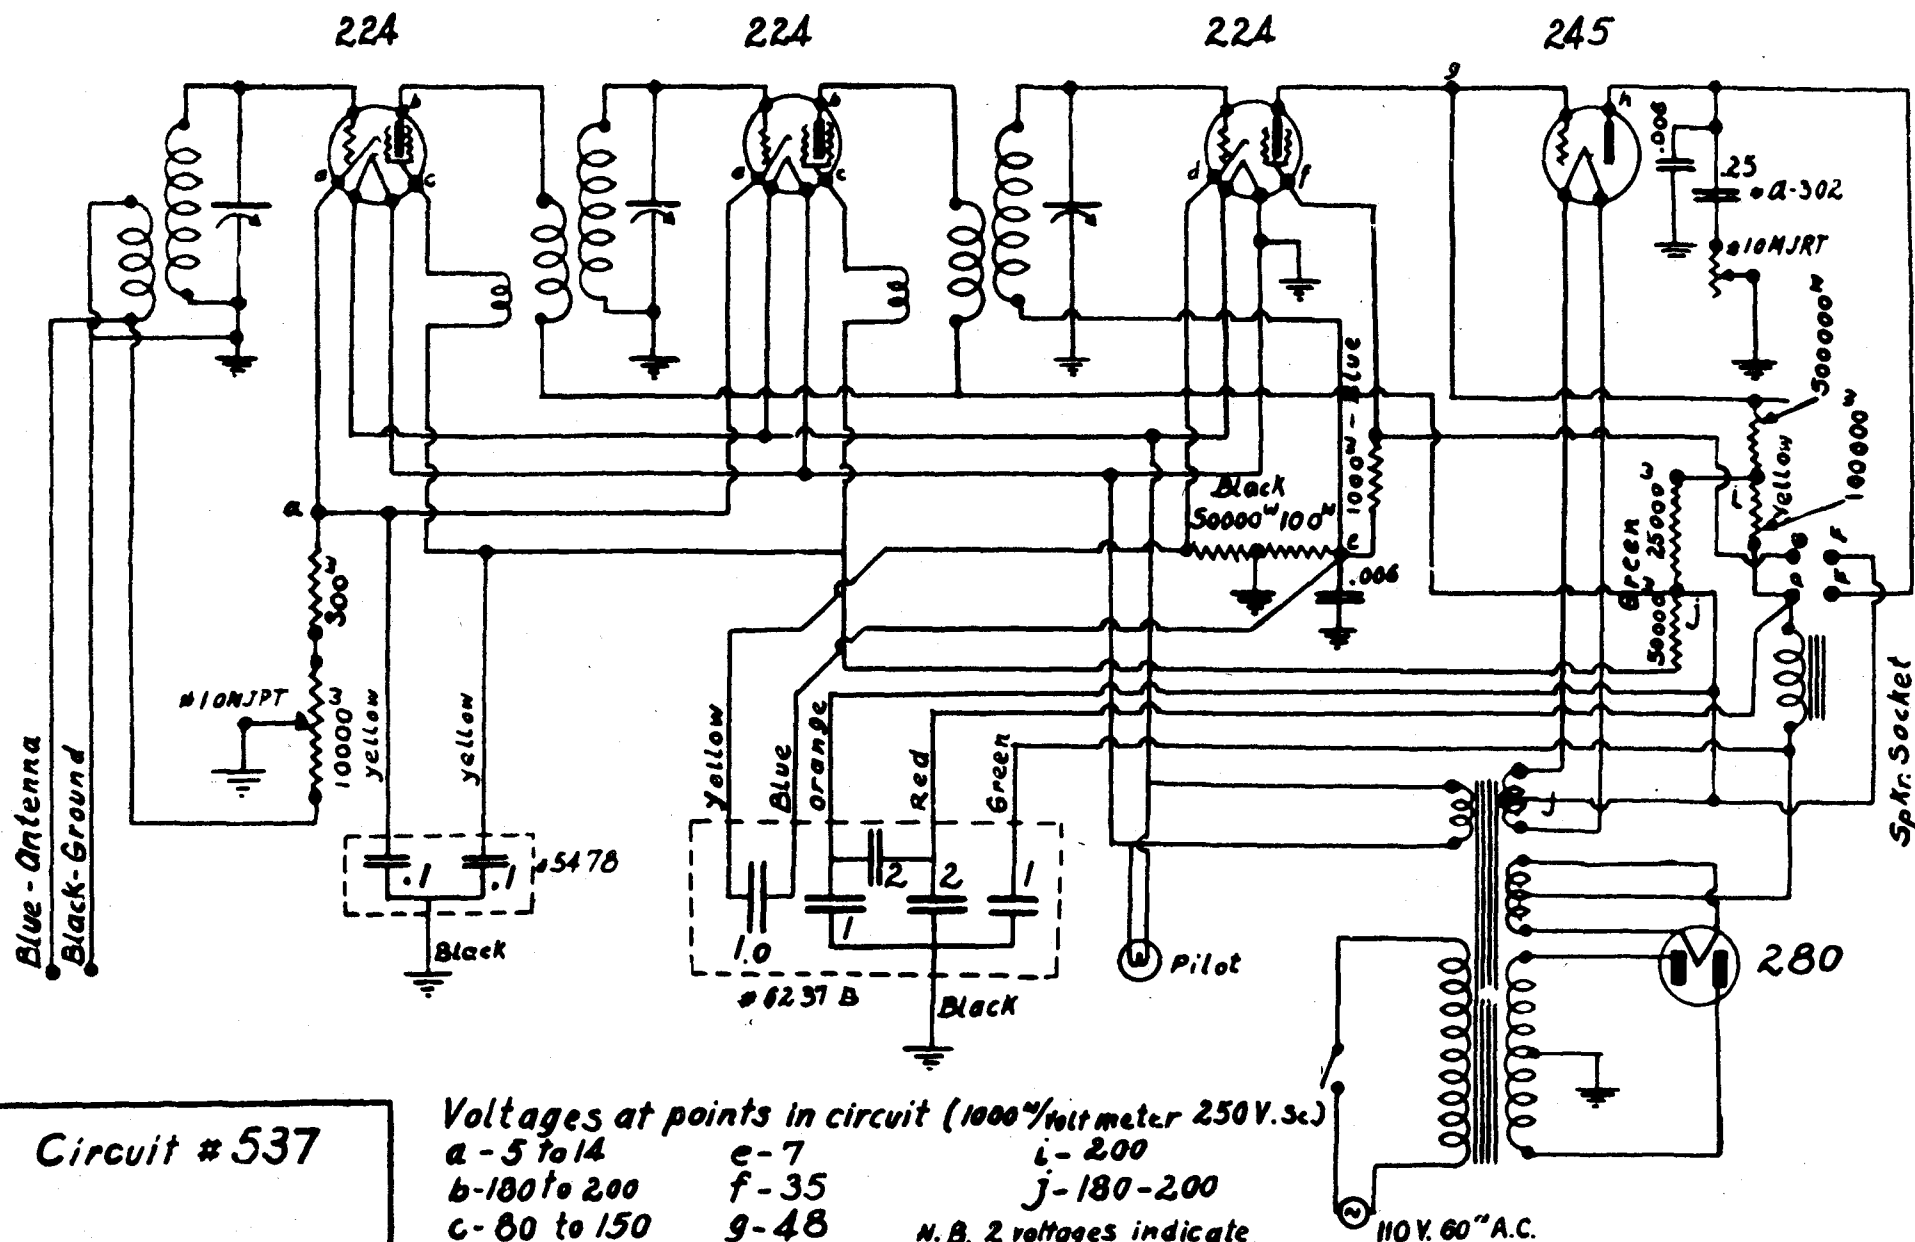 224
224
224
245
b
b
g
h
a
c
a
c
d
f
.006
.25
*a-302
*10MJRT
500000ω
Blue
1000ω -
Yellow
i
10000ω
Black
50000ω 100ω
a
e
.006
Green
25000ω
50000ω
j
G
F
P
F
300ω
#10MJPT
10000ω
yellow
yellow
Yellow
Blue
Orange
Red
Green
Spkr. Socket
j
Blue-Antenna
Black-Ground
.1
.1
#5478
2
2
1
1
1.0
Black
#6237 B
Black
Pilot
280
Circuit # 537
Voltages at points in circuit (1000ω/volt meter 250 V. Sc.)
a - 5 to 14
e - 7
i - 200
b - 180 to 200
f - 35
j - 180 - 200
c - 80 to 150
g - 48
N.B. 2 voltages indicate
110 V. 60~ A.C.